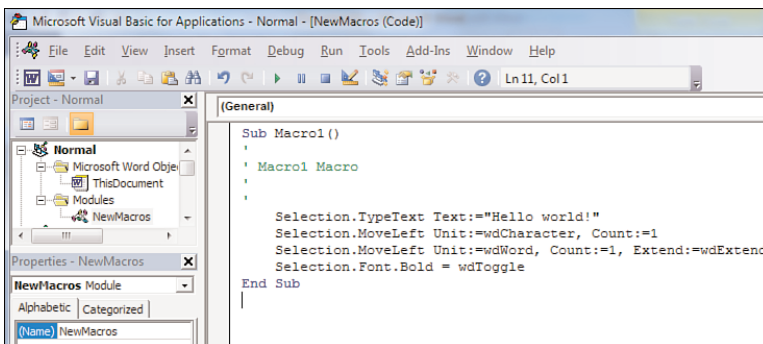 Microsoft Visual Basic for Applications - Normal - [NewMacros (Code)]
File Edit View Insert Format Debug Run Tools Add-Ins Window Help
Ln 11, Col 1
Project - Normal
Normal
Microsoft Word Obje
ThisDocument
Modules
NewMacros
Properties - NewMacros
NewMacros Module
Alphabetic Categorized
(Name) NewMacros
(General)
Sub Macro1()
'
' Macro1 Macro
'
'
Selection.TypeText Text:="Hello world!"
Selection.MoveLeft Unit:=wdCharacter, Count:=1
Selection.MoveLeft Unit:=wdWord, Count:=1, Extend:=wdExtend
Selection.Font.Bold = wdToggle
End Sub